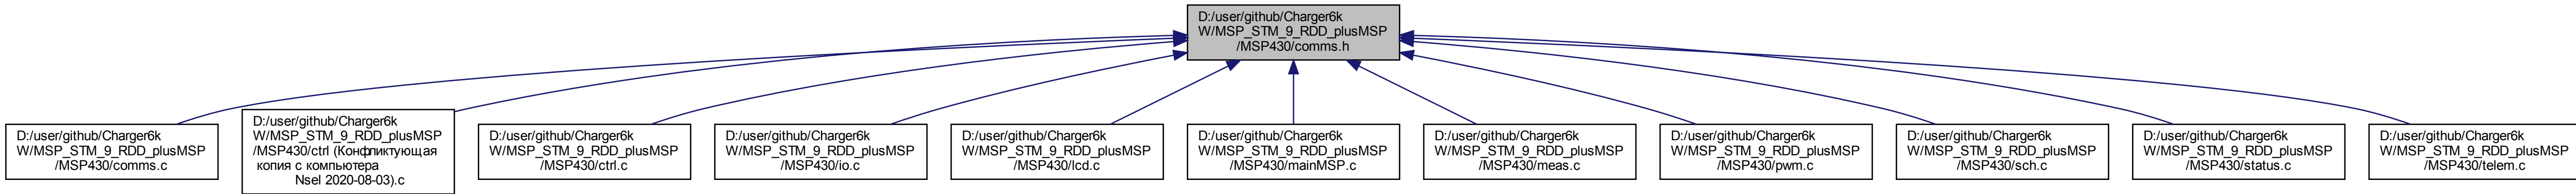 D:/user/github/Charger6k
W/MSP_STM_9_RDD_plusMSP
/MSP430/comms.h
D:/user/github/Charger6k
W/MSP_STM_9_RDD_plusMSP
/MSP430/comms.c
D:/user/github/Charger6k
W/MSP_STM_9_RDD_plusMSP
/MSP430/ctrl (Конфликтующая
копия с компьютера
Nsel 2020-08-03).c
D:/user/github/Charger6k
W/MSP_STM_9_RDD_plusMSP
/MSP430/ctrl.c
D:/user/github/Charger6k
W/MSP_STM_9_RDD_plusMSP
/MSP430/io.c
D:/user/github/Charger6k
W/MSP_STM_9_RDD_plusMSP
/MSP430/lcd.c
D:/user/github/Charger6k
W/MSP_STM_9_RDD_plusMSP
/MSP430/mainMSP.c
D:/user/github/Charger6k
W/MSP_STM_9_RDD_plusMSP
/MSP430/meas.c
D:/user/github/Charger6k
W/MSP_STM_9_RDD_plusMSP
/MSP430/pwm.c
D:/user/github/Charger6k
W/MSP_STM_9_RDD_plusMSP
/MSP430/sch.c
D:/user/github/Charger6k
W/MSP_STM_9_RDD_plusMSP
/MSP430/status.c
D:/user/github/Charger6k
W/MSP_STM_9_RDD_plusMSP
/MSP430/telem.c